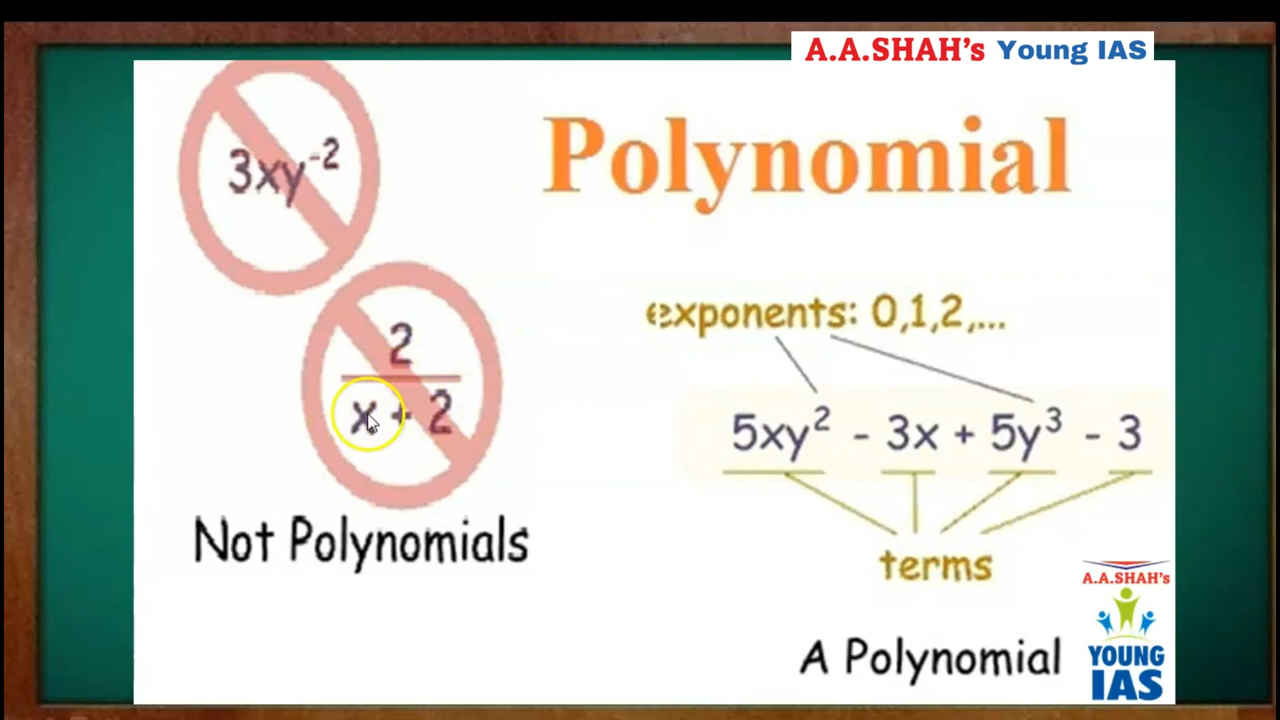 A.A.SHAH's Young IAS
3xy⁻²
Polynomial
2
x + 2
exponents: 0,1,2,...
5xy² - 3x + 5y³ - 3
Not Polynomials
terms
A.A.SHAH's
YOUNG
IAS
A Polynomial